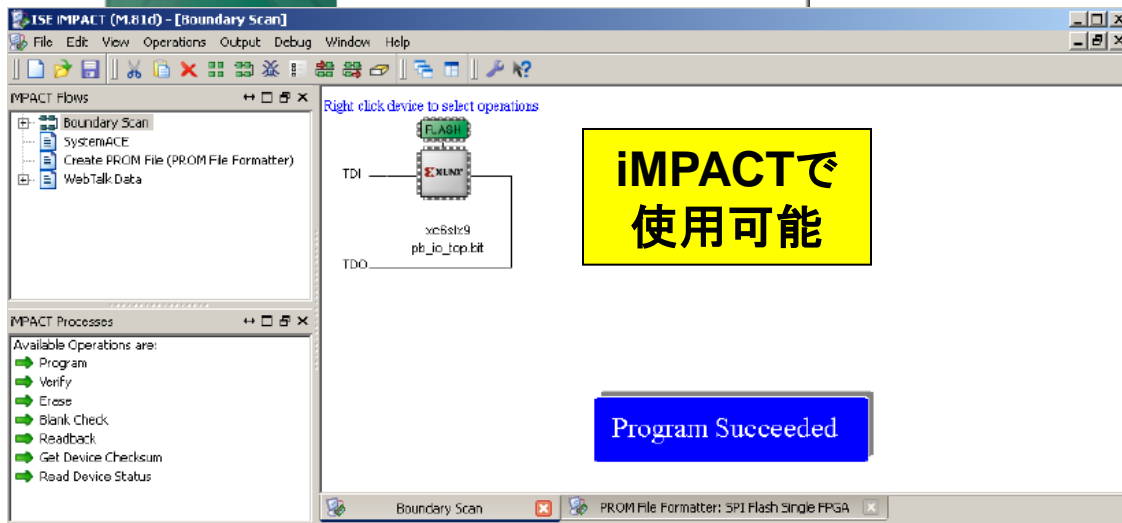 ISE iMPACT (M.81d) - [Boundary Scan]
File Edit View Operations Output Debug Window Help
iMPACT Flows
Boundary Scan
SystemACE
Create PROM File (PROM File Formatter)
WebTalk Data
Right click device to select operations
FLASH
TDI
XILINX
xc6slx9
pb_io_top.bit
TDO
iMPACTで
使用可能
iMPACT Processes
Available Operations are:
Program
Verify
Erase
Blank Check
Readback
Get Device Checksum
Read Device Status
Program Succeeded
Boundary Scan
PROM File Formatter: SPI Flash Single FPGA